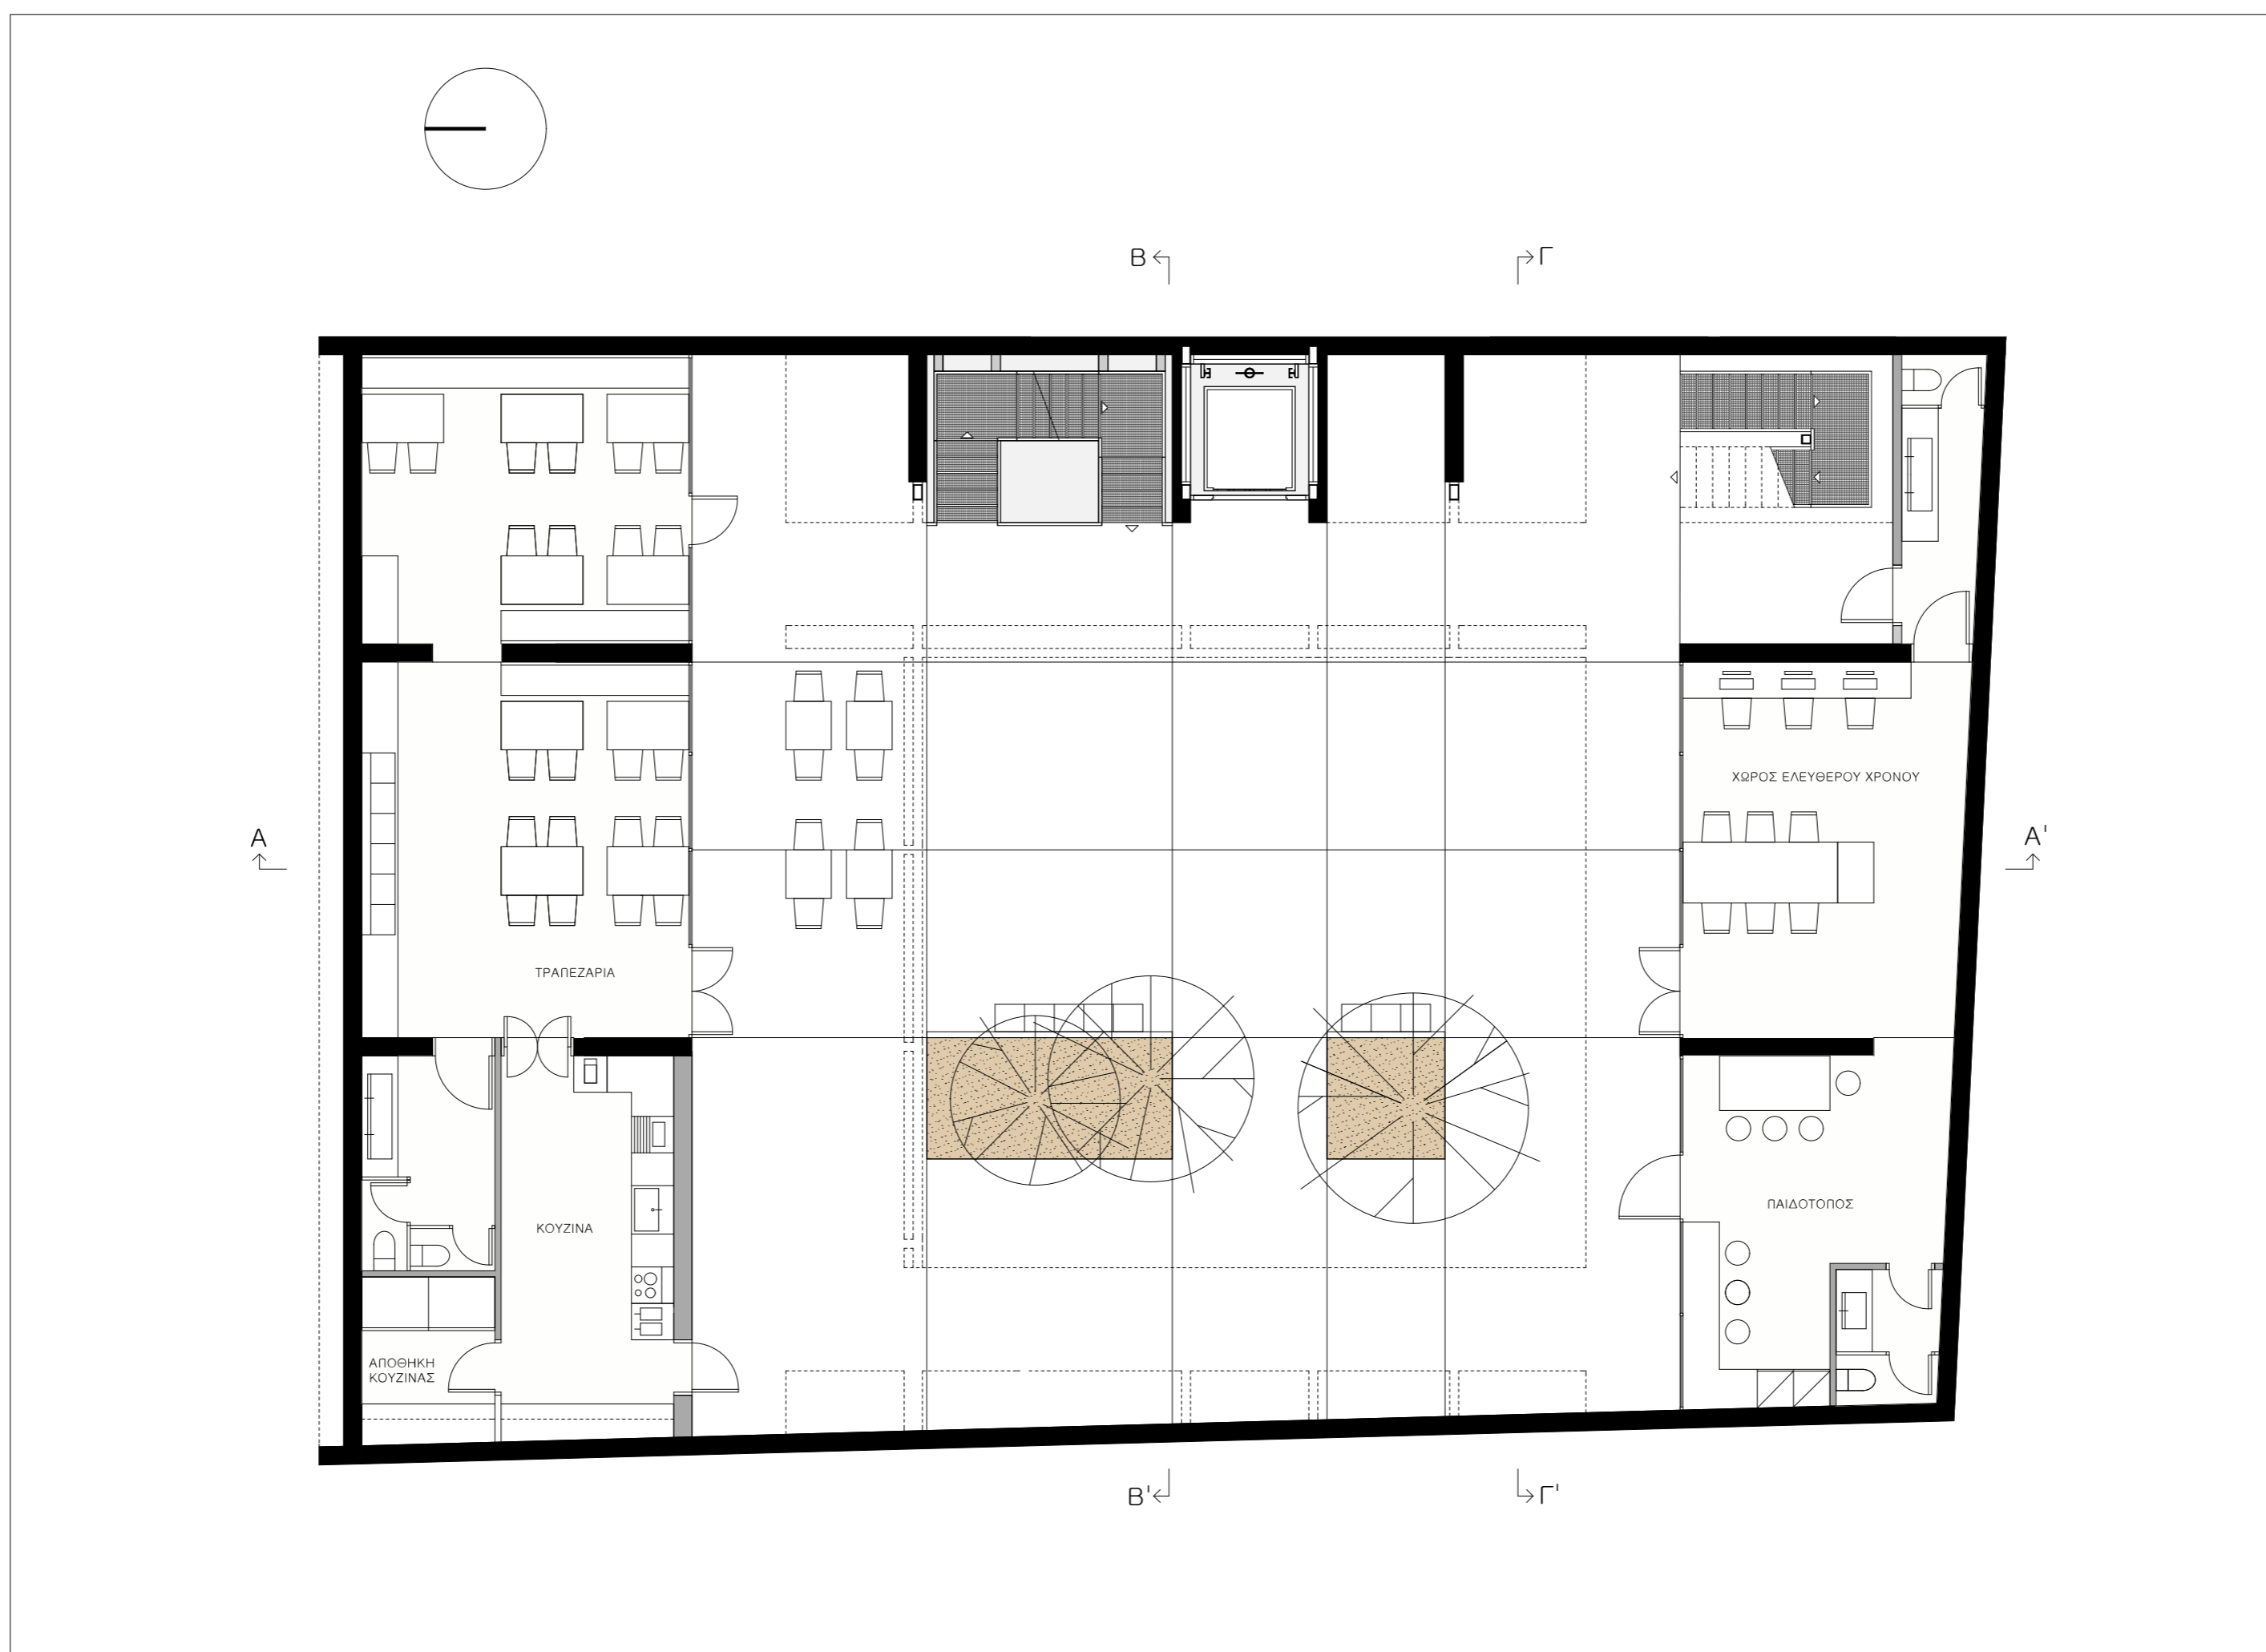 Β Γ
ΧΩΡΟΣ ΕΛΕΥΘΕΡΟΥ ΧΡΟΝΟΥ
Α Α'
ΤΡΑΠΕΖΑΡΙΑ
ΠΑΙΔΟΤΟΠΟΣ
ΚΟΥΖΙΝΑ
ΑΠΟΘΗΚΗ
ΚΟΥΖΙΝΑΣ
Β' Γ'